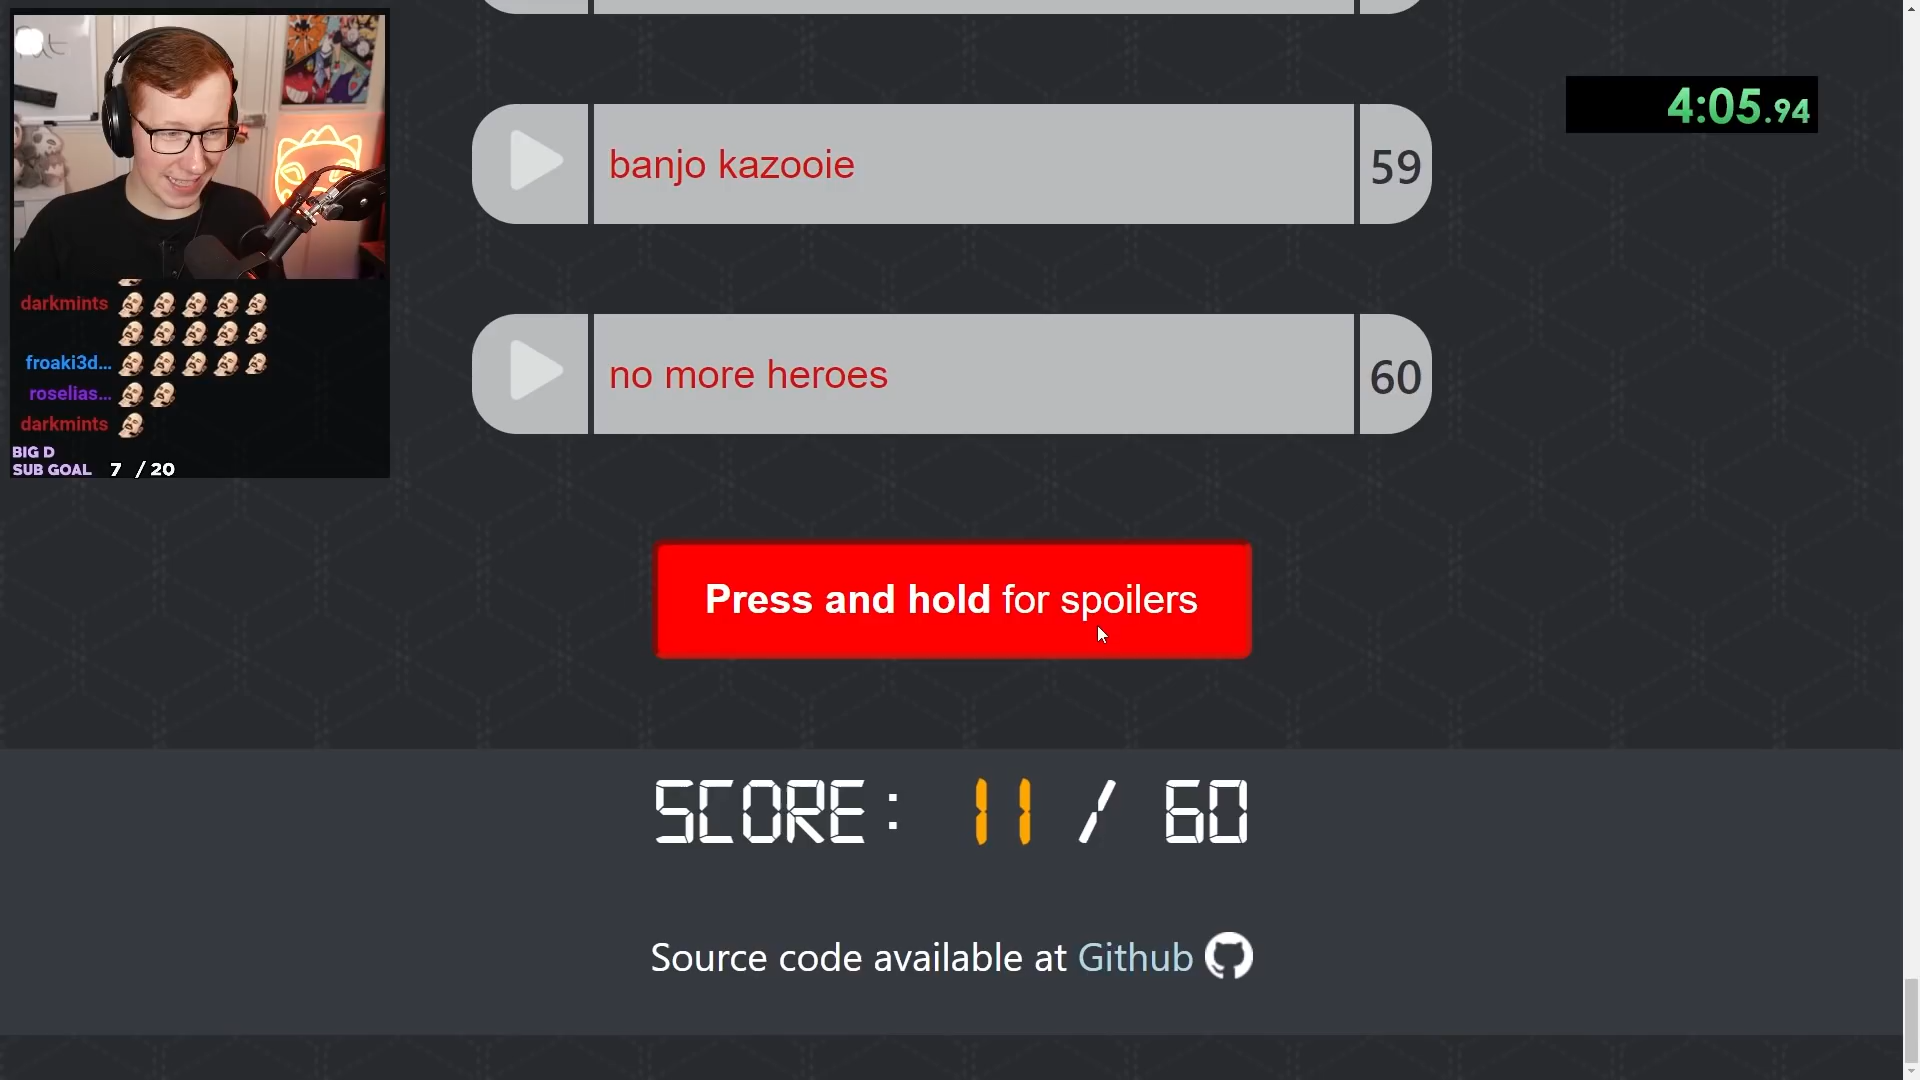 darkmints
froaki3d...
roselias...
darkmints
BIG D
SUB GOAL 7 / 20
4:05.94
banjo kazooie 59
no more heroes 60
Press and hold for spoilers
SCORE: 11 / 60
Source code available at Github